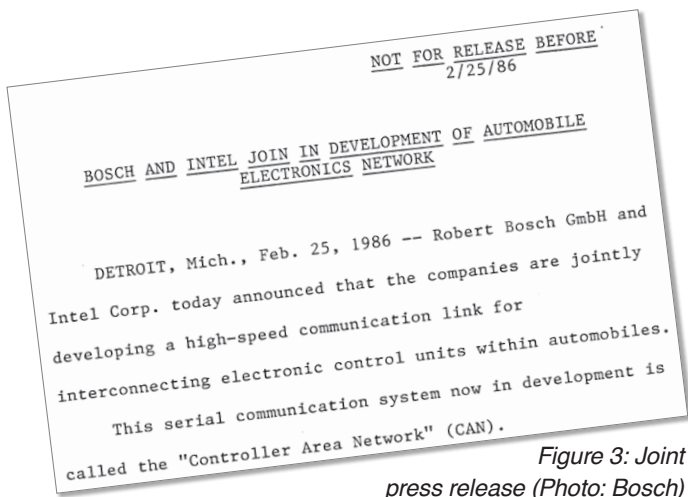 NOT FOR RELEASE BEFORE
2/25/86
BOSCH AND INTEL JOIN IN DEVELOPMENT OF AUTOMOBILE
ELECTRONICS NETWORK
DETROIT, Mich., Feb. 25, 1986 -- Robert Bosch GmbH and
Intel Corp. today announced that the companies are jointly
developing a high-speed communication link for
interconnecting electronic control units within automobiles.
This serial communication system now in development is
called the "Controller Area Network" (CAN).
Figure 3: Joint
press release (Photo: Bosch)